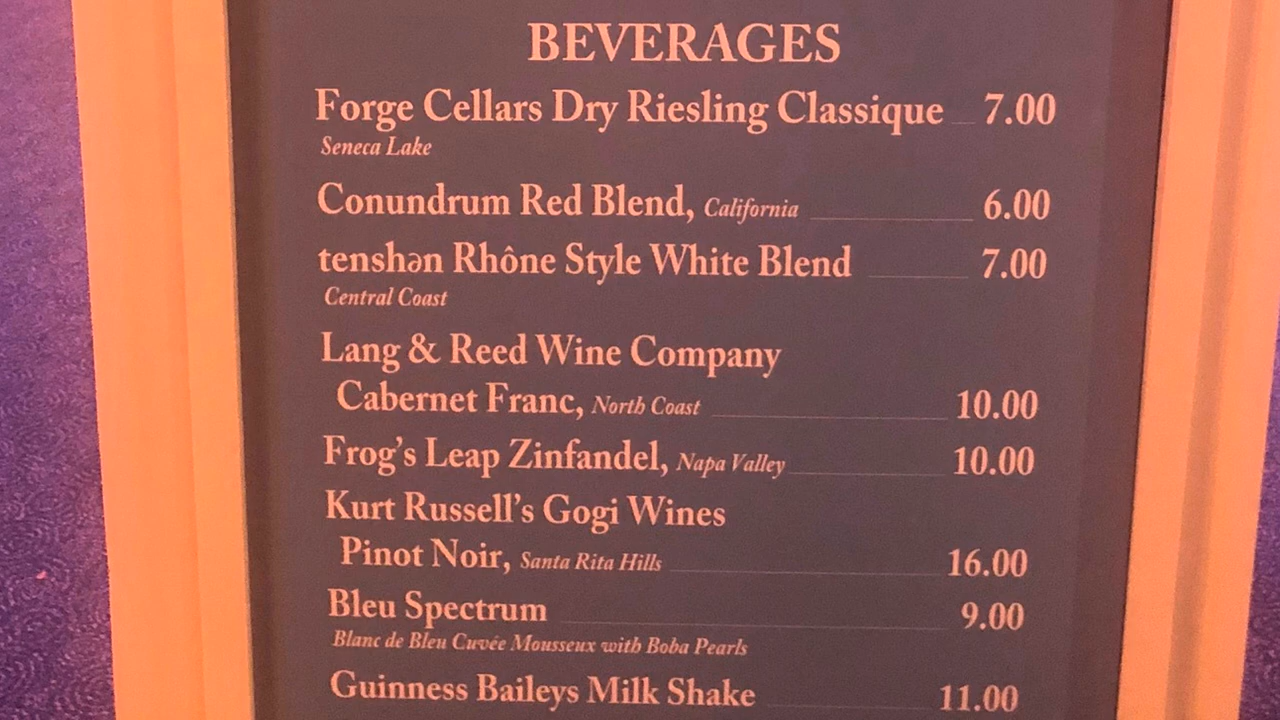 BEVERAGES
Forge Cellars Dry Riesling Classique 7.00
Seneca Lake
Conundrum Red Blend, California 6.00
tenshən Rhône Style White Blend 7.00
Central Coast
Lang & Reed Wine Company
Cabernet Franc, North Coast 10.00
Frog's Leap Zinfandel, Napa Valley 10.00
Kurt Russell's Gogi Wines
Pinot Noir, Santa Rita Hills 16.00
Bleu Spectrum 9.00
Blanc de Bleu Cuvée Mousseux with Boba Pearls
Guinness Baileys Milk Shake 11.00